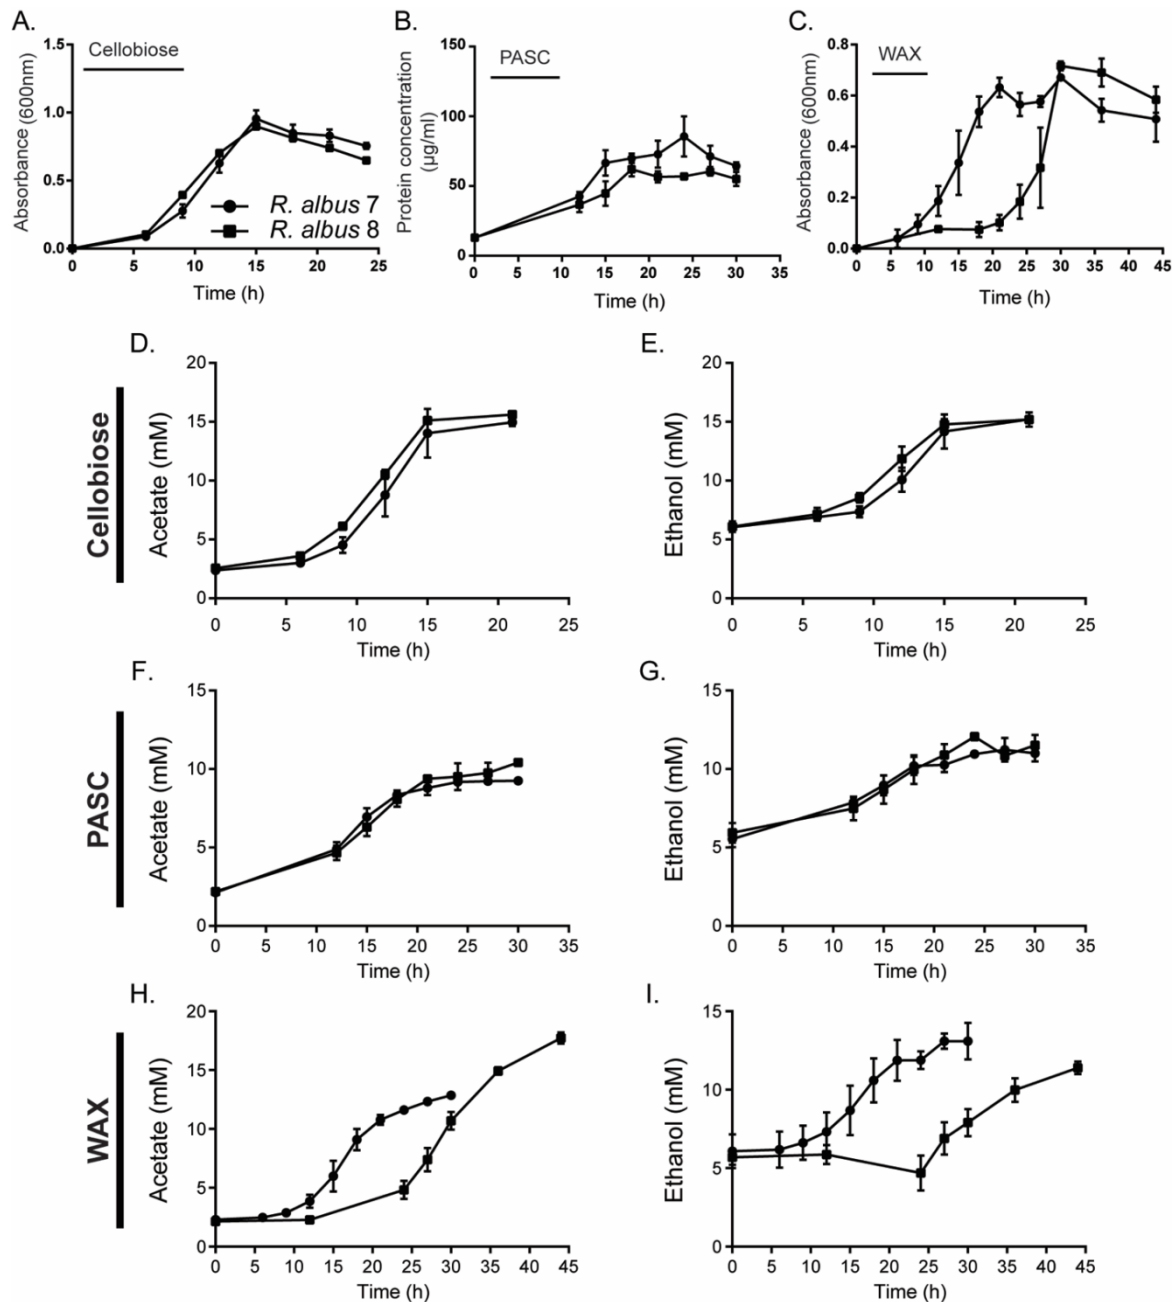 A.
Cellobiose
Absorbance (600nm)
1.5
1.0
0.5
0.0
R. albus 7
R. albus 8
0 5 10 15 20 25
Time (h)
B.
PASC
Protein concentration
(µg/ml)
150
100
50
0
0 5 10 15 20 25 30 35
Time (h)
C.
WAX
Absorbance (600nm)
0.8
0.6
0.4
0.2
0.0
0 5 10 15 20 25 30 35 40 45
Time (h)
Cellobiose
D.
Acetate (mM)
20
15
10
5
0
0 5 10 15 20 25
Time (h)
E.
Ethanol (mM)
20
15
10
5
0
0 5 10 15 20 25
Time (h)
PASC
F.
Acetate (mM)
15
10
5
0
0 5 10 15 20 25 30 35
Time (h)
G.
Ethanol (mM)
15
10
5
0
0 5 10 15 20 25 30 35
Time (h)
WAX
H.
Acetate (mM)
20
15
10
5
0
0 5 10 15 20 25 30 35 40 45
Time (h)
I.
Ethanol (mM)
15
10
5
0
0 5 10 15 20 25 30 35 40 45
Time (h)